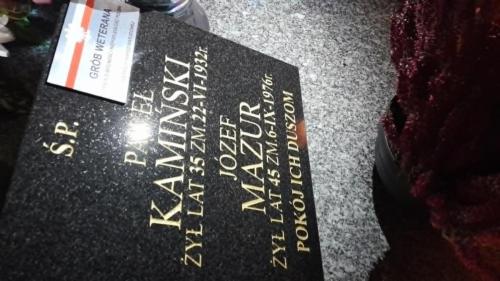 GRÓB WETERANA
Ś.P.
PAWEŁ
KAMIŃSKI
ŻYŁ LAT 35 ZM.22-VI-1932r.
JÓZEF
MAZUR
ŻYŁ LAT 45 ZM.6-IX-1976r.
POKÓJ ICH DUSZOM